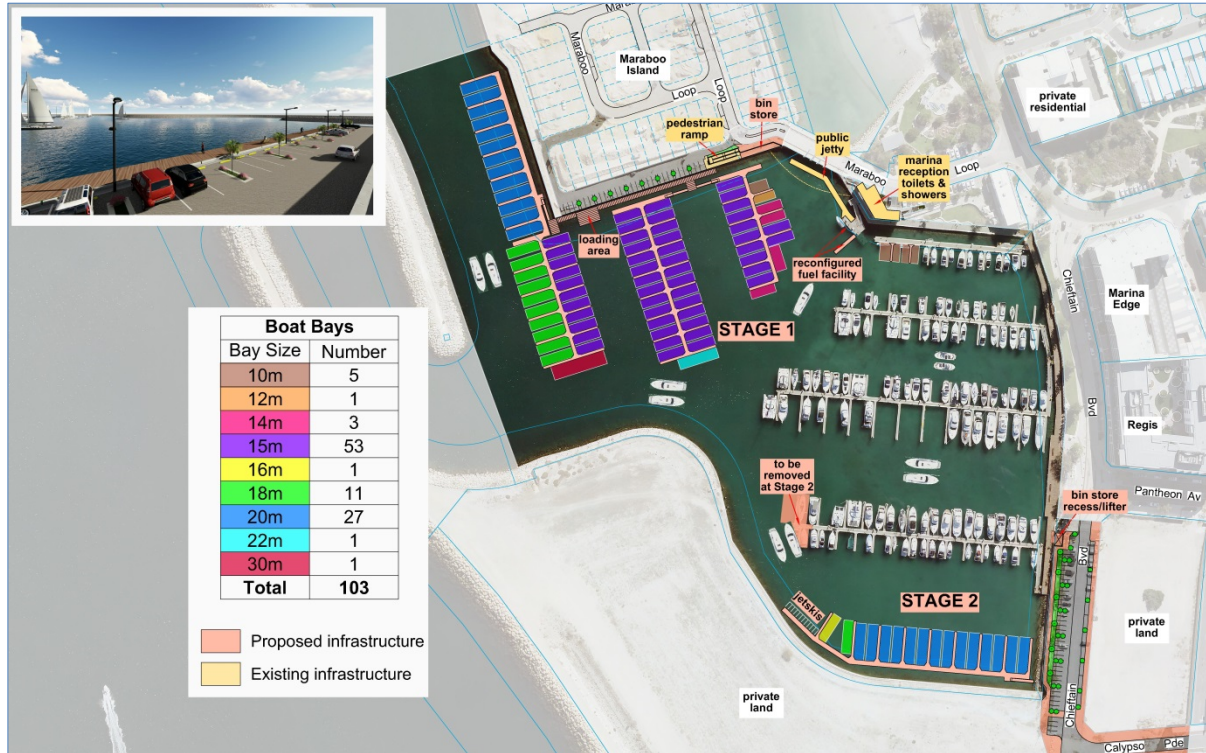 Maraboo
Maraboo
Island
Loop
Loop
pedestrian
ramp
bin
store
public
jetty
Maraboo
Loop
marina
reception
toilets &
showers
private
residential
loading
area
reconfigured
fuel facility
STAGE 1
Chieftain
Bvd
Marina
Edge
Regis
Pantheon Av
to be
removed
at Stage 2
bin store
recess/lifter
Bvd
jetskis
STAGE 2
private
land
private
land
Chieftain
Calypso Pde
Boat Bays
Bay Size Number
10m 5
12m 1
14m 3
15m 53
16m 1
18m 11
20m 27
22m 1
30m 1
Total 103
Proposed infrastructure
Existing infrastructure